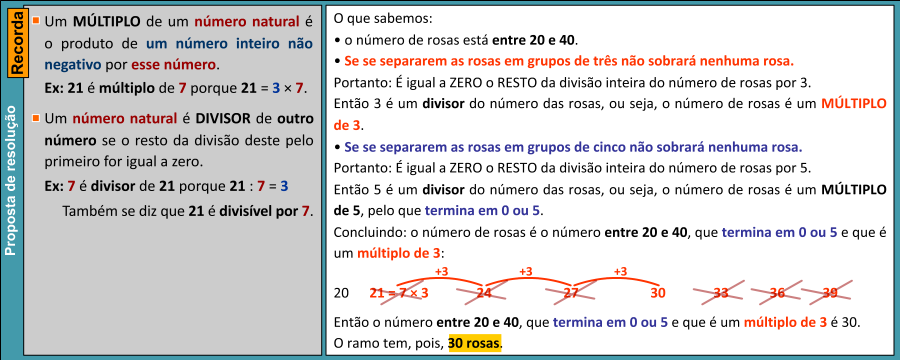 Recorda
Proposta de resolução
Um MÚLTIPLO de um número natural é
o produto de um número inteiro não
negativo por esse número.
Ex: 21 é múltiplo de 7 porque 21 = 3 × 7.
Um número natural é DIVISOR de outro
número se o resto da divisão deste pelo
primeiro for igual a zero.
Ex: 7 é divisor de 21 porque 21 : 7 = 3
Também se diz que 21 é divisível por 7.
O que sabemos:
• o número de rosas está entre 20 e 40.
• Se se separarem as rosas em grupos de três não sobrará nenhuma rosa.
Portanto: É igual a ZERO o RESTO da divisão inteira do número de rosas por 3.
Então 3 é um divisor do número das rosas, ou seja, o número de rosas é um MÚLTIPLO
de 3.
• Se se separarem as rosas em grupos de cinco não sobrará nenhuma rosa.
Portanto: É igual a ZERO o RESTO da divisão inteira do número de rosas por 5.
Então 5 é um divisor do número das rosas, ou seja, o número de rosas é um MÚLTIPLO
de 5, pelo que termina em 0 ou 5.
Concluindo: o número de rosas é o número entre 20 e 40, que termina em 0 ou 5 e que é
um múltiplo de 3:
+3 +3 +3
20 21 = 7 × 3 24 27 30 33 36 39
Então o número entre 20 e 40, que termina em 0 ou 5 e que é um múltiplo de 3 é 30.
O ramo tem, pois, 30 rosas.